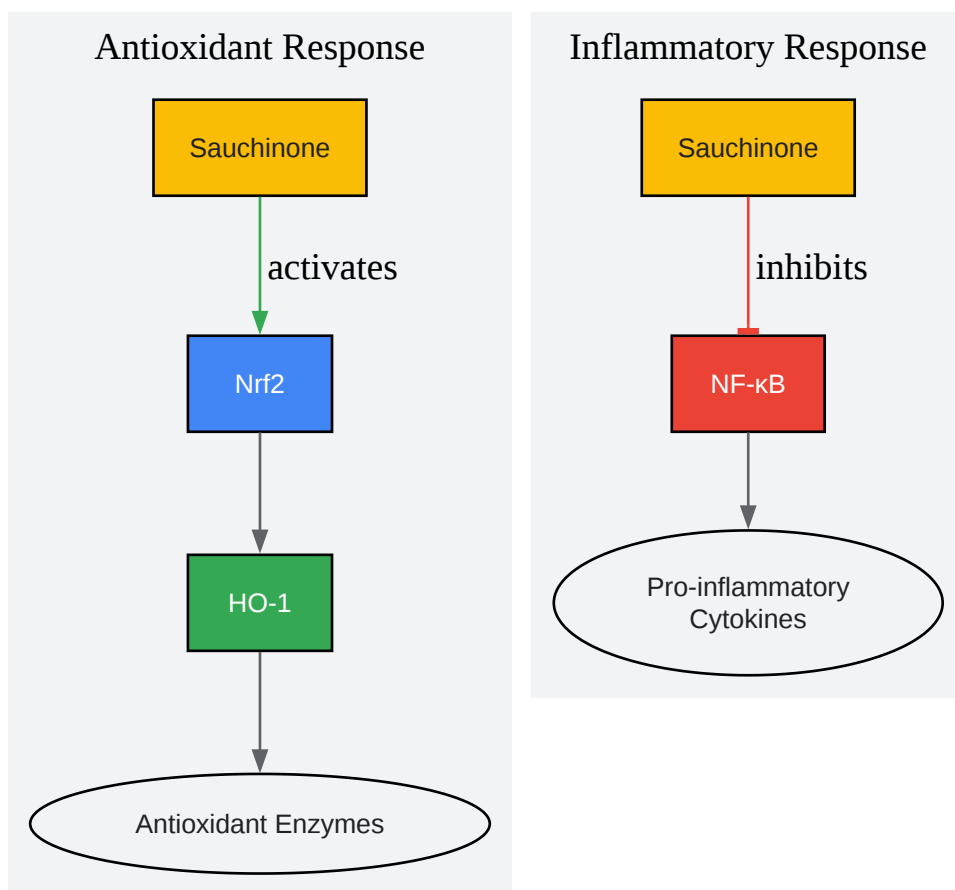 Antioxidant Response
Sauchinone
activates
Nrf2
HO-1
Antioxidant Enzymes
Inflammatory Response
Sauchinone
inhibits
NF-κB
Pro-inflammatory
Cytokines